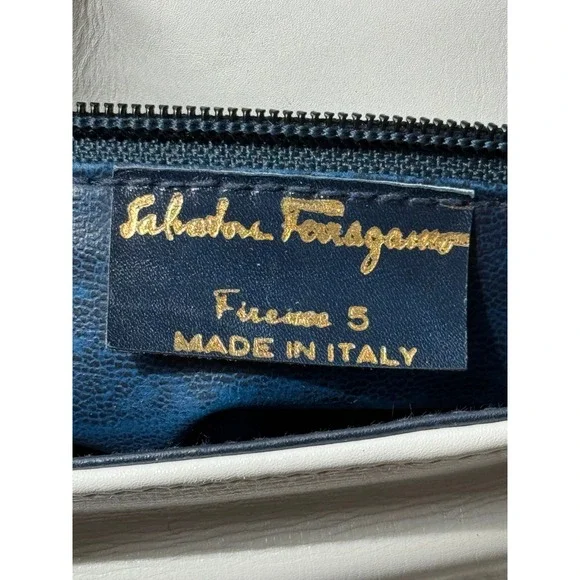 Salvatore Ferragamo
Firenze 5
MADE IN ITALY